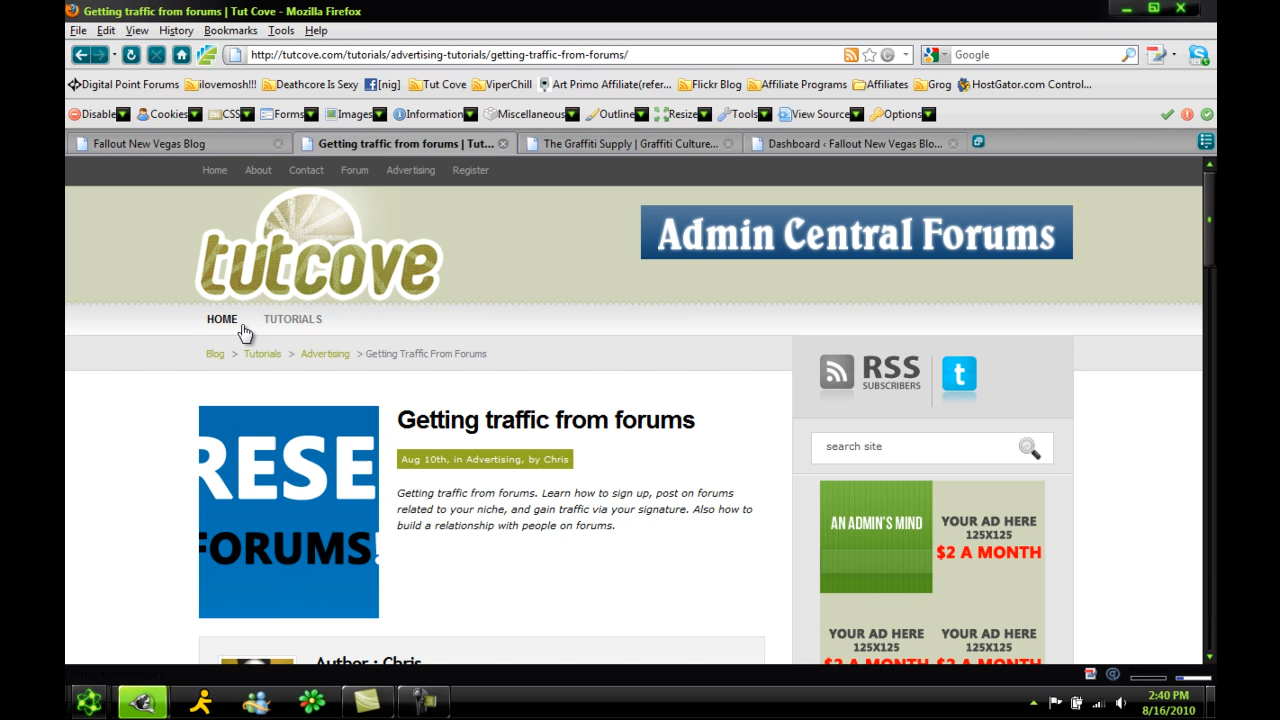 Getting traffic from forums | Tut Cove - Mozilla Firefox
File Edit View History Bookmarks Tools Help
http://tutcove.com/tutorials/advertising-tutorials/getting-traffic-from-forums/
Google
Digital Point Forums ilovemosh!!! Deathcore Is Sexy [nig] Tut Cove ViperChill Art Primo Affiliate(refer... Flickr Blog Affiliate Programs Affiliates Grog HostGator.com Control...
Disable Cookies CSS Forms Images Information Miscellaneous Outline Resize Tools View Source Options
Fallout New Vegas Blog
Getting traffic from forums | Tut...
The Graffiti Supply | Graffiti Culture...
Dashboard ‹ Fallout New Vegas Blo...
Home About Contact Forum Advertising Register
tutcove
Admin Central Forums
HOME TUTORIALS
Blog > Tutorials > Advertising > Getting Traffic From Forums
RSS
SUBSCRIBERS
t
search site
RESE
FORUMS!
Getting traffic from forums
Aug 10th, in Advertising, by Chris
Getting traffic from forums. Learn how to sign up, post on forums
related to your niche, and gain traffic via your signature. Also how to
build a relationship with people on forums.
AN ADMIN'S MIND
YOUR AD HERE
125X125
$2 A MONTH
YOUR AD HERE
125X125
$2 A MONTH
YOUR AD HERE
125X125
$2 A MONTH
Author : Chris
2:40 PM
8/16/2010